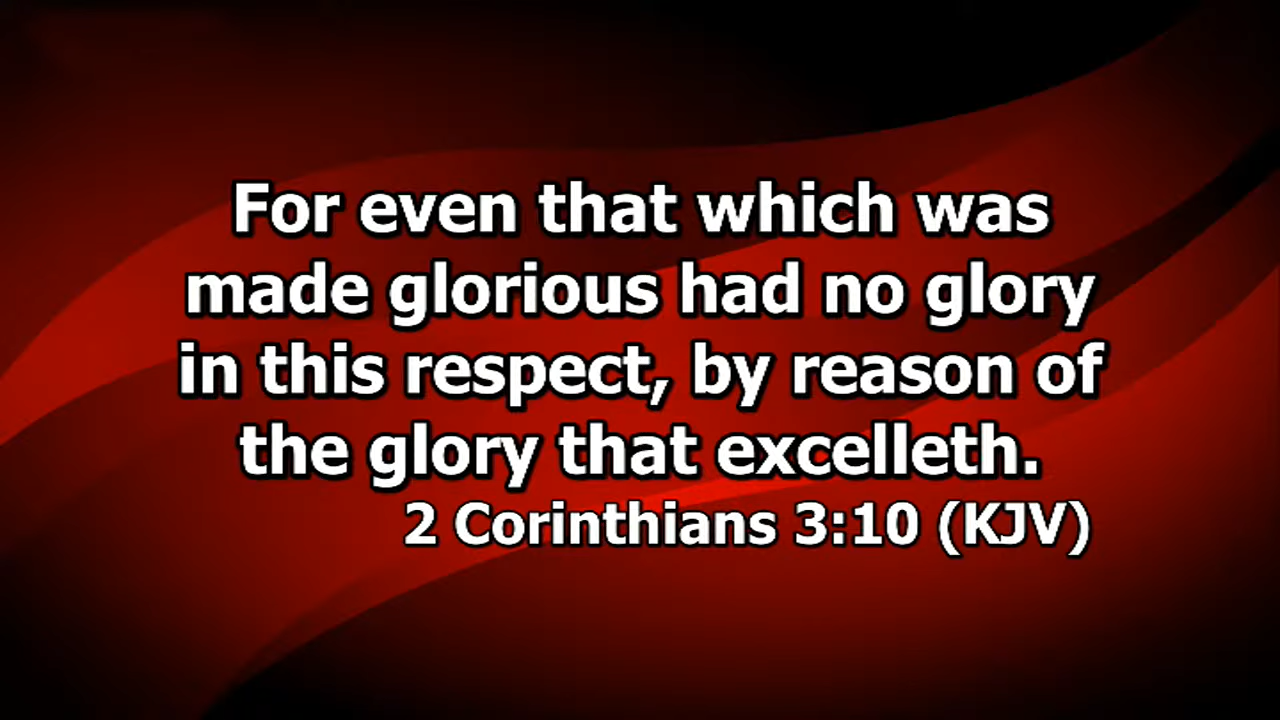 For even that which was
made glorious had no glory
in this respect, by reason of
the glory that excelleth.
2 Corinthians 3:10 (KJV)